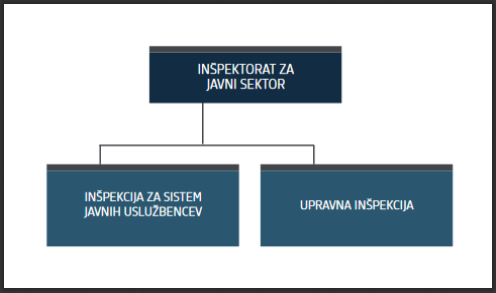 INŠPEKTORAT ZA
JAVNI SEKTOR
INŠPEKCIJA ZA SISTEM
JAVNIH USLUŽBENCEV
UPRAVNA INŠPEKCIJA